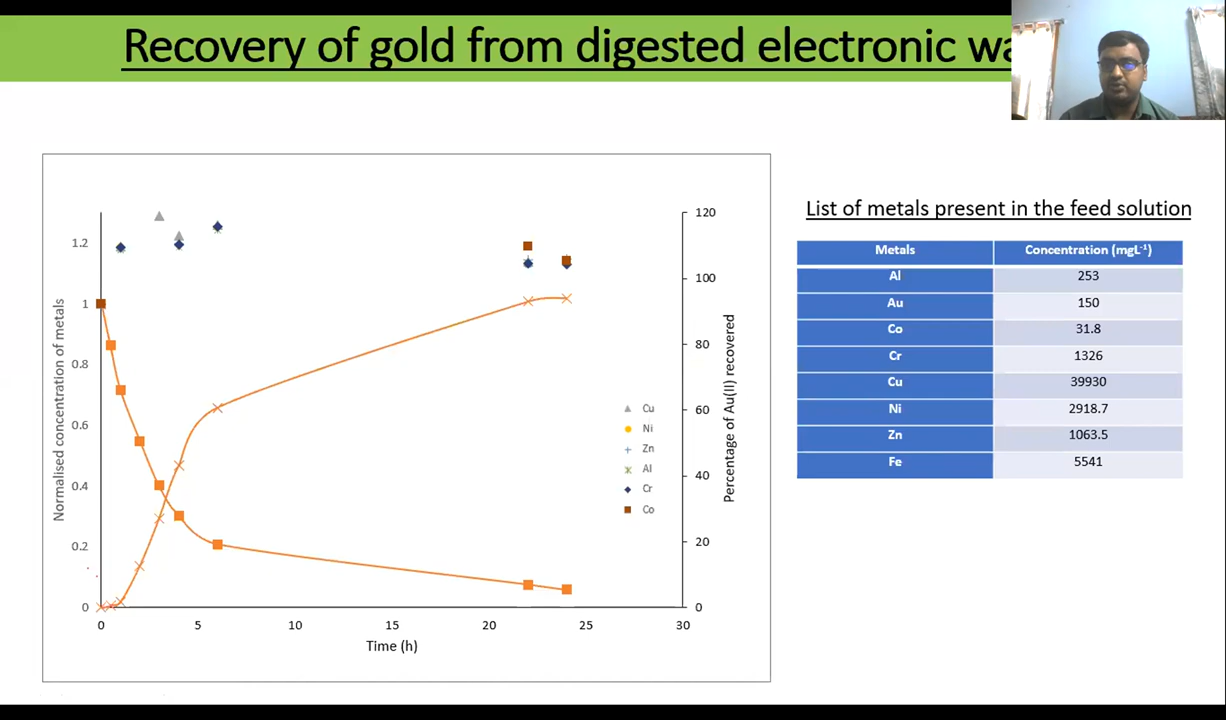 Recovery of gold from digested electronic
List of metals present in the feed solution
Metals Concentration (mgL⁻¹)
Al 253
Au 150
Co 31.8
Cr 1326
Cu 39930
Ni 2918.7
Zn 1063.5
Fe 5541
Normalised concentration of metals
1.2
1
0.8
0.6
0.4
0.2
0
120
100
80
60
40
20
0
Percentage of Au(II) recovered
Cu
Ni
Zn
Al
Cr
Co
0 5 10 15 20 25 30
Time (h)